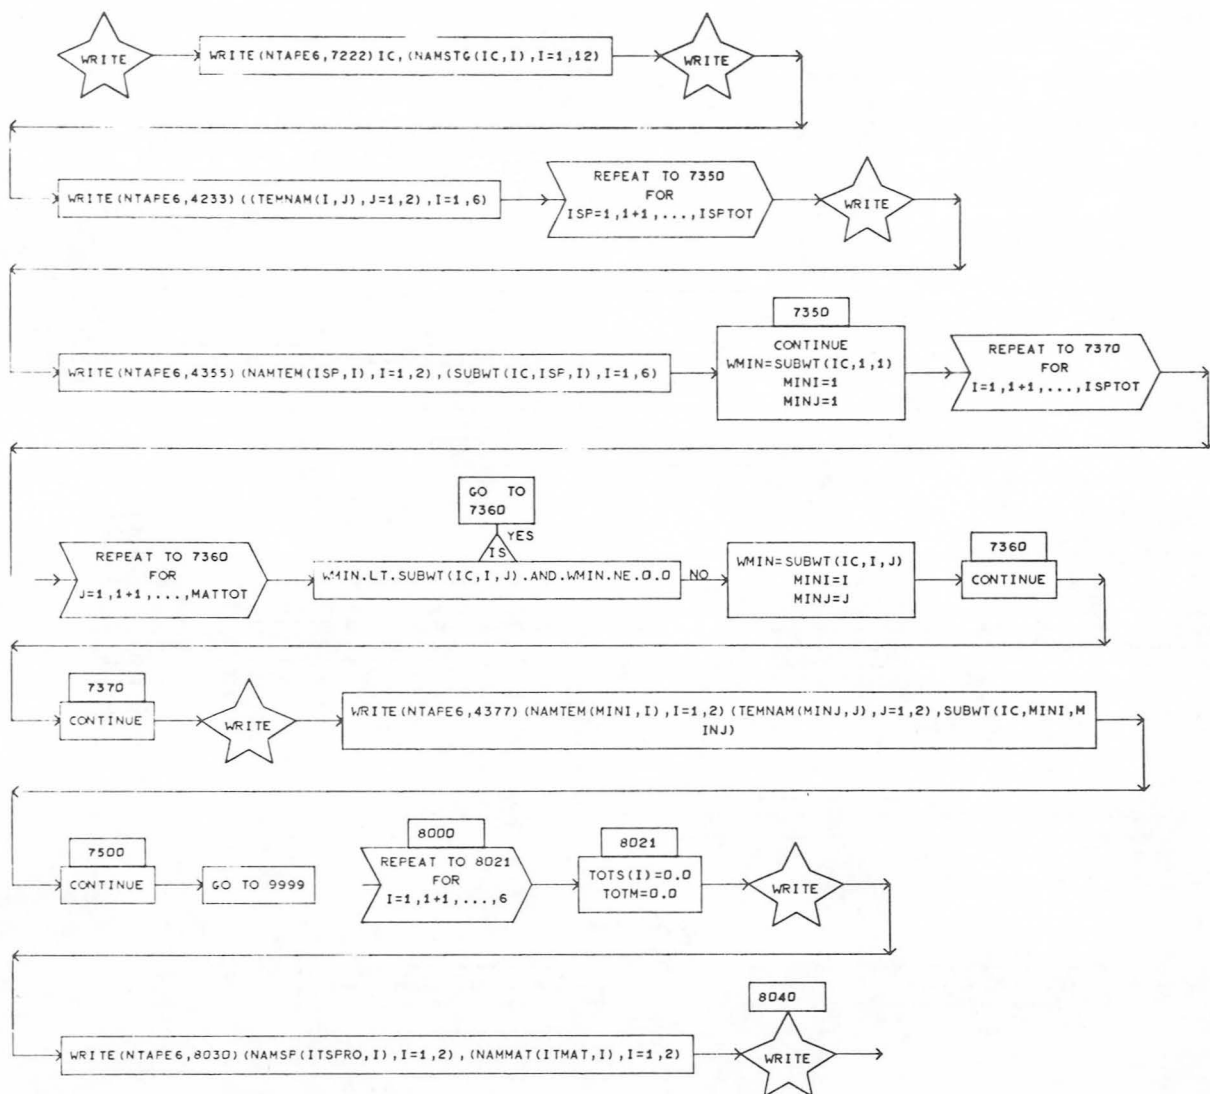 WRITE
WRITE(NTAPE6,7222)IC,(NAMSTG(IC,I),I=1,12)
WRITE
WRITE(NTAPE6,4233)((TEMNAM(I,J),J=1,2),I=1,6)
REPEAT TO 7350
FOR
ISP=1,1+1,...,ISPTOT
WRITE
WRITE(NTAPE6,4355)(NAMTEM(ISP,I),I=1,2),(SUBWT(IC,ISP,I),I=1,6)
7350
CONTINUE
WMIN=SUBWT(IC,1,1)
MINI=1
MINJ=1
REPEAT TO 7370
FOR
I=1,1+1,...,ISPTOT
REPEAT TO 7360
FOR
J=1,1+1,...,MATTOT
GO TO
7360
YES
IS
WMIN.LT.SUBWT(IC,I,J).AND.WMIN.NE.0.0
NO
WMIN=SUBWT(IC,I,J)
MINI=I
MINJ=J
7360
CONTINUE
7370
CONTINUE
WRITE
WRITE(NTAPE6,4377)(NAMTEM(MINI,I),I=1,2)(TEMNAM(MINJ,J),J=1,2),SUBWT(IC,MINI,M
INJ)
7500
CONTINUE
GO TO 9999
8000
REPEAT TO 8021
FOR
I=1,1+1,...,6
8021
TOTS(I)=0.0
TOTM=0.0
WRITE
WRITE(NTAPE6,8030)(NAMSP(ITSPRO,I),I=1,2),(NAMMAT(ITMAT,I),I=1,2)
8040
WRITE